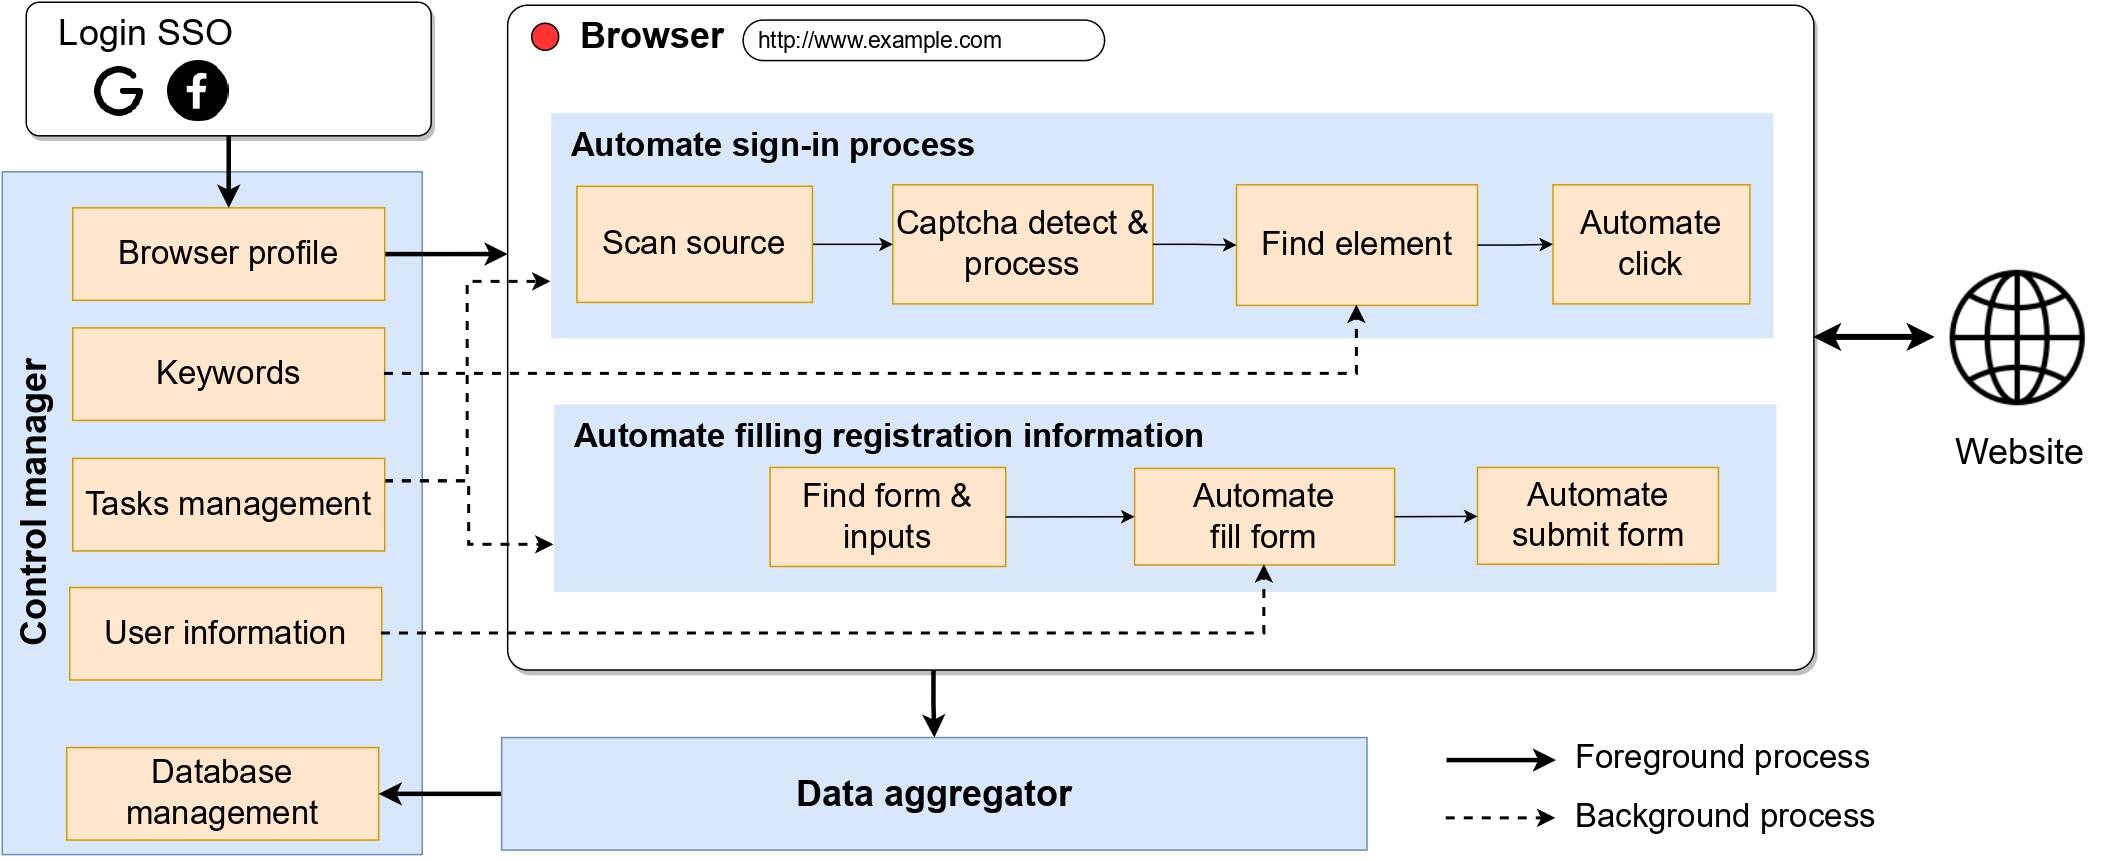 Login SSO
Browser
http://www.example.com
Automate sign-in process
Scan source
Captcha detect &
process
Find element
Automate
click
Control manager
Browser profile
Keywords
Tasks management
User information
Database
management
Automate filling registration information
Find form &
inputs
Automate
fill form
Automate
submit form
Website
Data aggregator
Foreground process
Background process